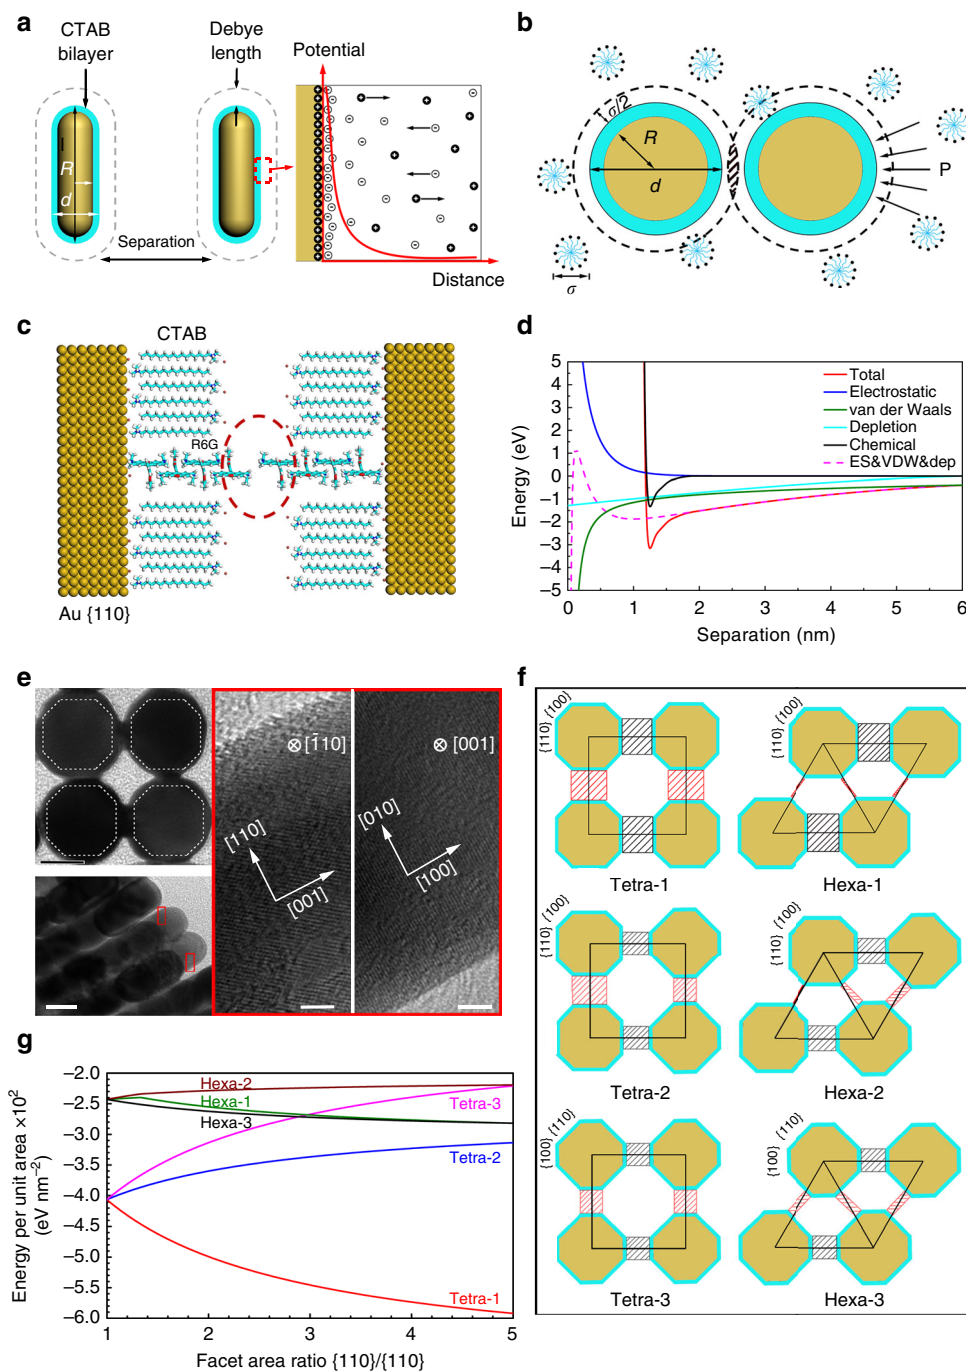 a
CTAB
bilayer
Debye
length
Potential
l
R
d
Separation
Distance
b
σ/2
R
d
P
σ
c
CTAB
R6G
Au {110}
d
Energy (eV)
5
4
3
2
1
0
−1
−2
−3
−4
−5
Total
Electrostatic
van der Waals
Depletion
Chemical
ES&VDW&dep
0
1
2
3
4
5
6
Separation (nm)
e
⊗[1̄10]
[110]
[001]
⊗[001]
[010]
[100]
f
{110} {100}
Tetra-1
{110} {100}
Hexa-1
{110} {100}
Tetra-2
{110} {100}
Hexa-2
{100} {110}
Tetra-3
{100} {110}
Hexa-3
g
Energy per unit area ×10²
(eV nm⁻²)
−2.0
−2.5
−3.0
−3.5
−4.0
−4.5
−5.0
−5.5
−6.0
Hexa-2
Hexa-1
Hexa-3
Tetra-3
Tetra-2
Tetra-1
1
2
3
4
5
Facet area ratio {110}/{110}